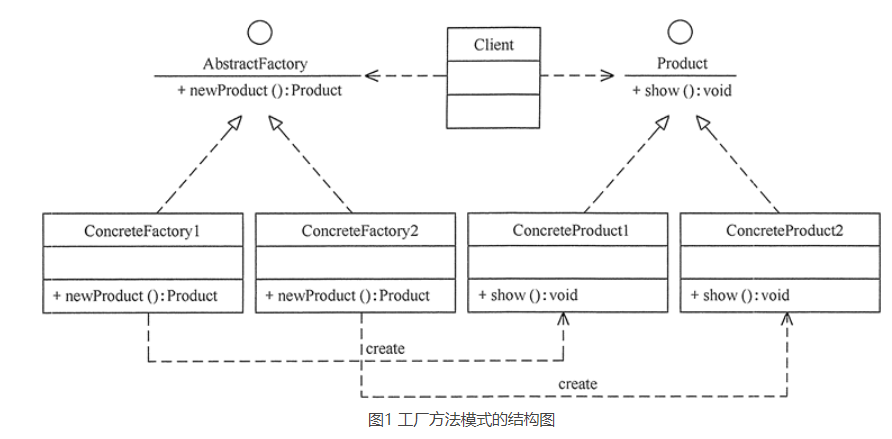 Client
AbstractFactory
Product
+ newProduct ( ): Product
+ show ( ): void
ConcreteFactory1
ConcreteFactory2
ConcreteProduct1
ConcreteProduct2
+ newProduct ( ): Product
+ newProduct ( ): Product
+ show ( ): void
+ show ( ): void
create
create
图1 工厂方法模式的结构图